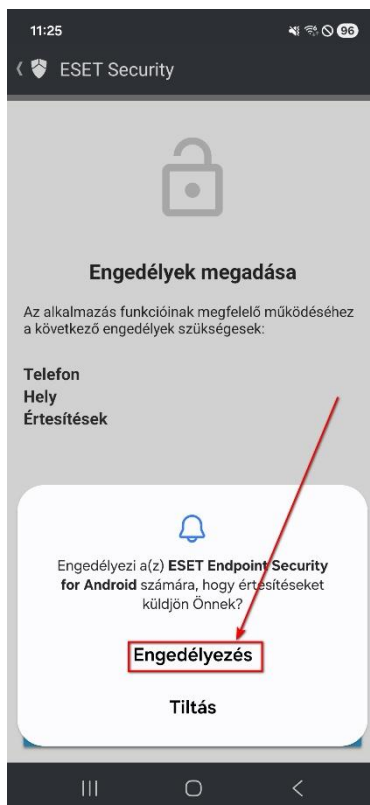 11:25
96
ESET Security
Engedélyek megadása
Az alkalmazás funkcióinak megfelelő működéséhez
a következő engedélyek szükségesek:
Telefon
Hely
Értesítések
Engedélyezi a(z) ESET Endpoint Security
for Android számára, hogy értesítéseket
küldjön Önnek?
Engedélyezés
Tiltás